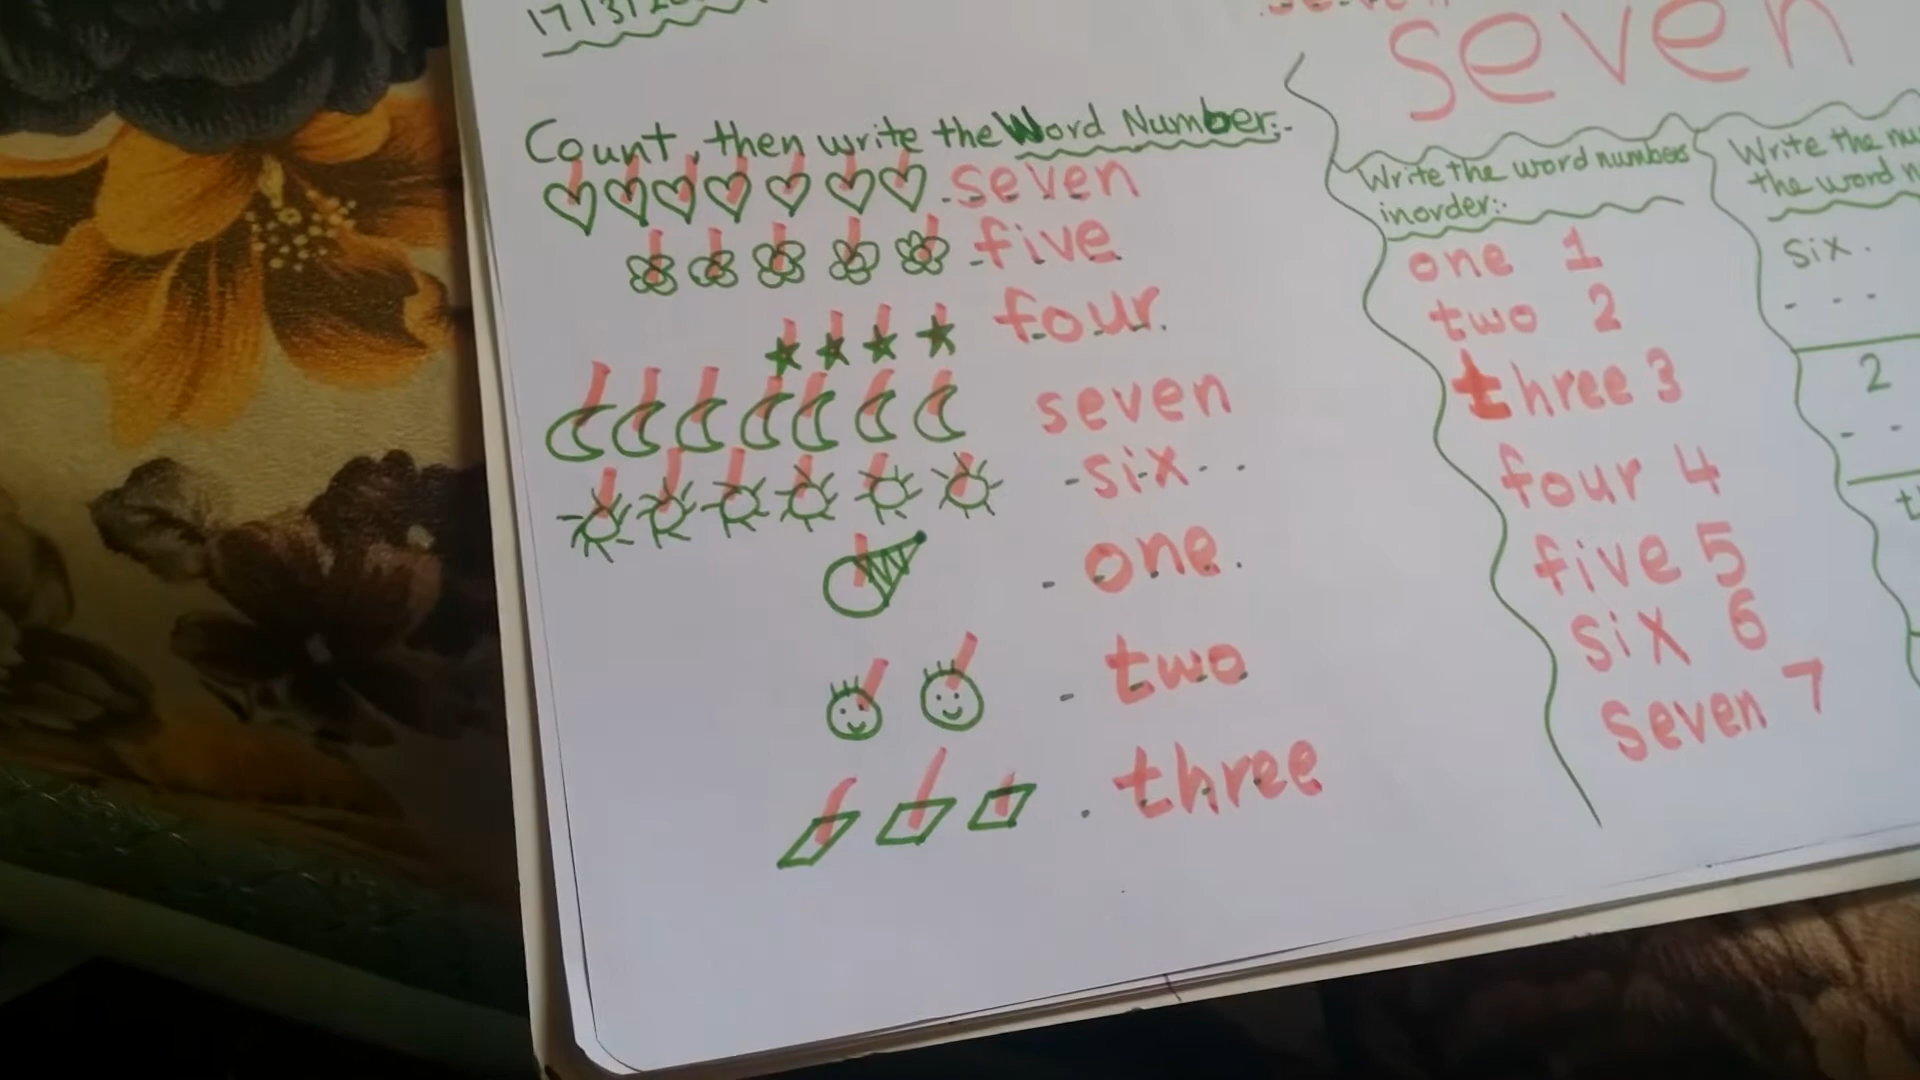 seven
Count, then write the Word Number:-
seven
five
four
seven
six
one
two
three
Write the word numbers
inorder:-
one 1
two 2
three 3
four 4
five 5
six 6
seven 7
Write the
the word
six.
2